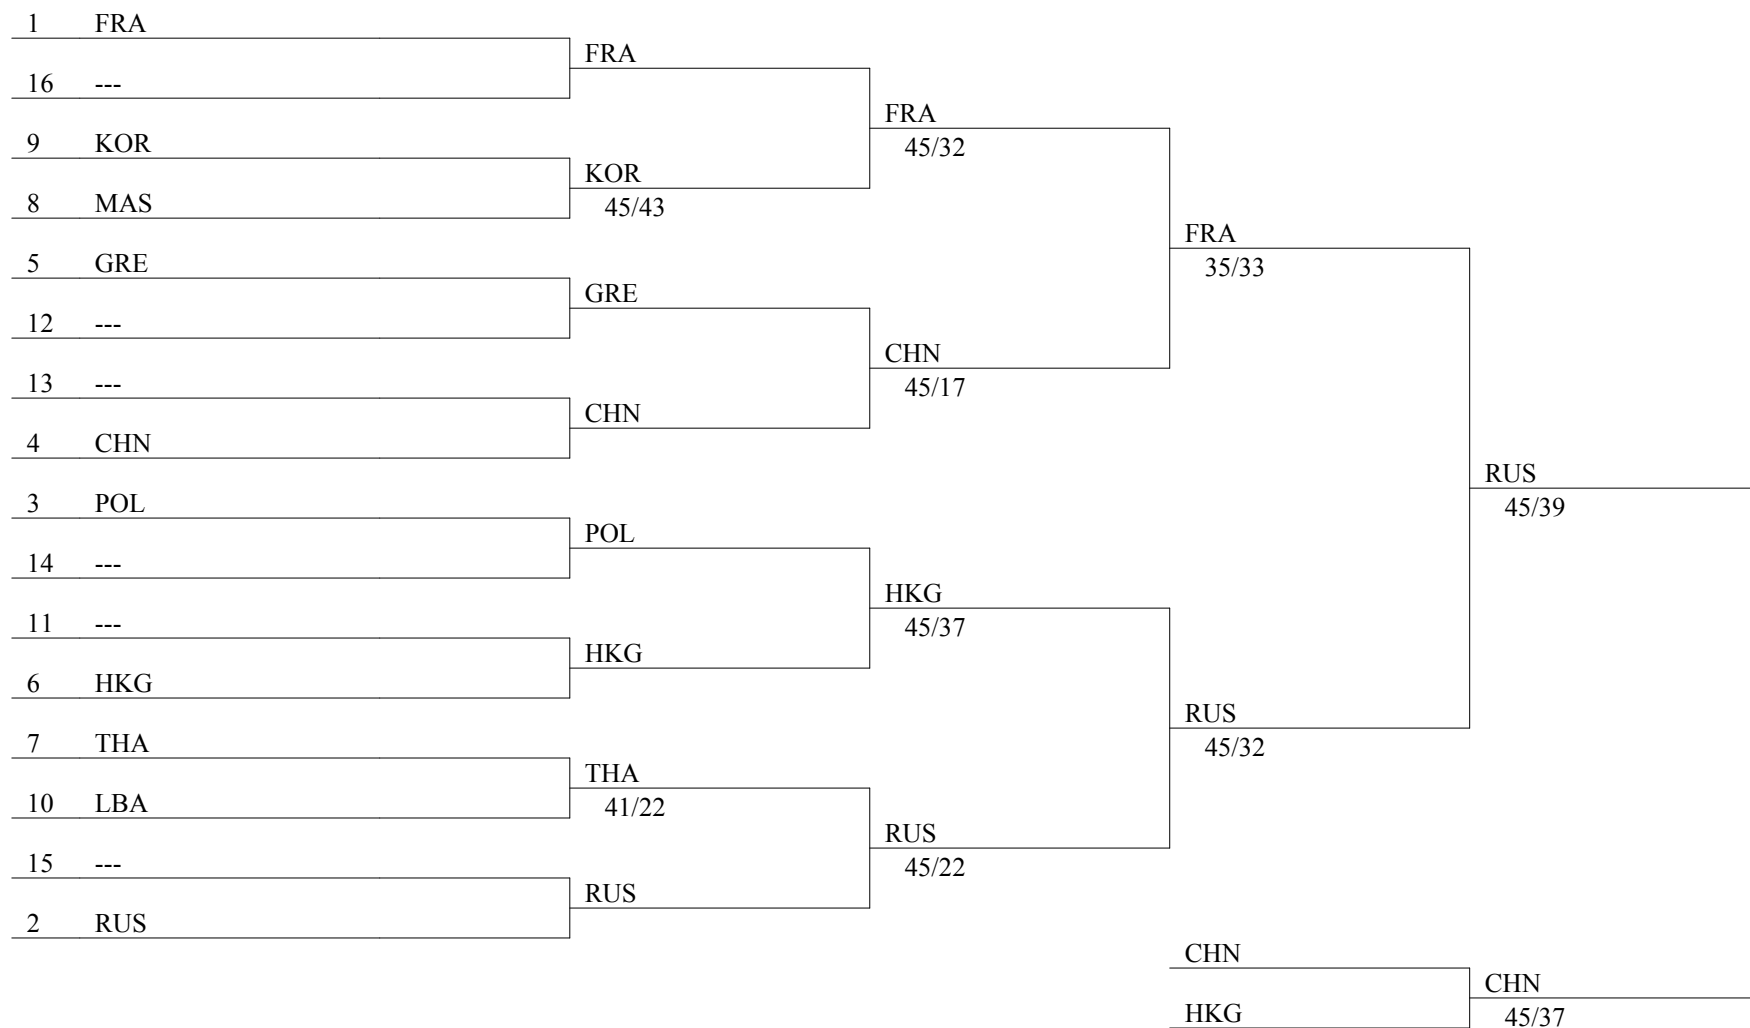 1 FRA
FRA
16 ---
FRA
45/32
9 KOR
KOR
45/43
8 MAS
FRA
35/33
5 GRE
GRE
12 ---
CHN
45/17
13 ---
CHN
4 CHN
RUS
45/39
3 POL
POL
14 ---
HKG
45/37
11 ---
HKG
6 HKG
RUS
45/32
7 THA
THA
41/22
10 LBA
RUS
45/22
15 ---
RUS
2 RUS
CHN
CHN
45/37
HKG